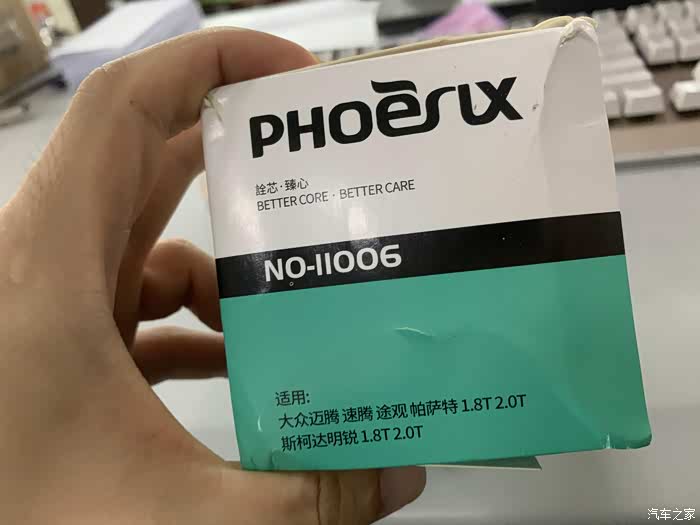 PHOENIX
詮芯·臻心
BETTER CORE · BETTER CARE
NO-11006
适用:
大众迈腾 速腾 途观 帕萨特 1.8T 2.0T
斯柯达明锐 1.8T 2.0T
汽车之家